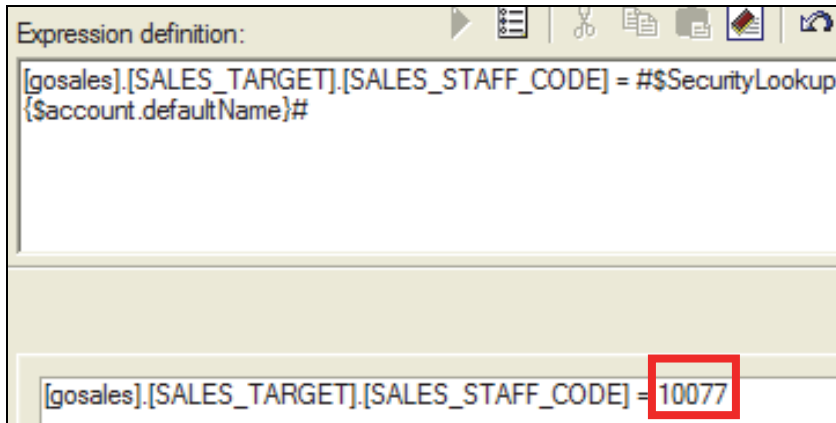 Expression definition:
[gosales].[SALES_TARGET].[SALES_STAFF_CODE] = #$SecurityLookup
{$account.defaultName}#
[gosales].[SALES_TARGET].[SALES_STAFF_CODE] = 10077